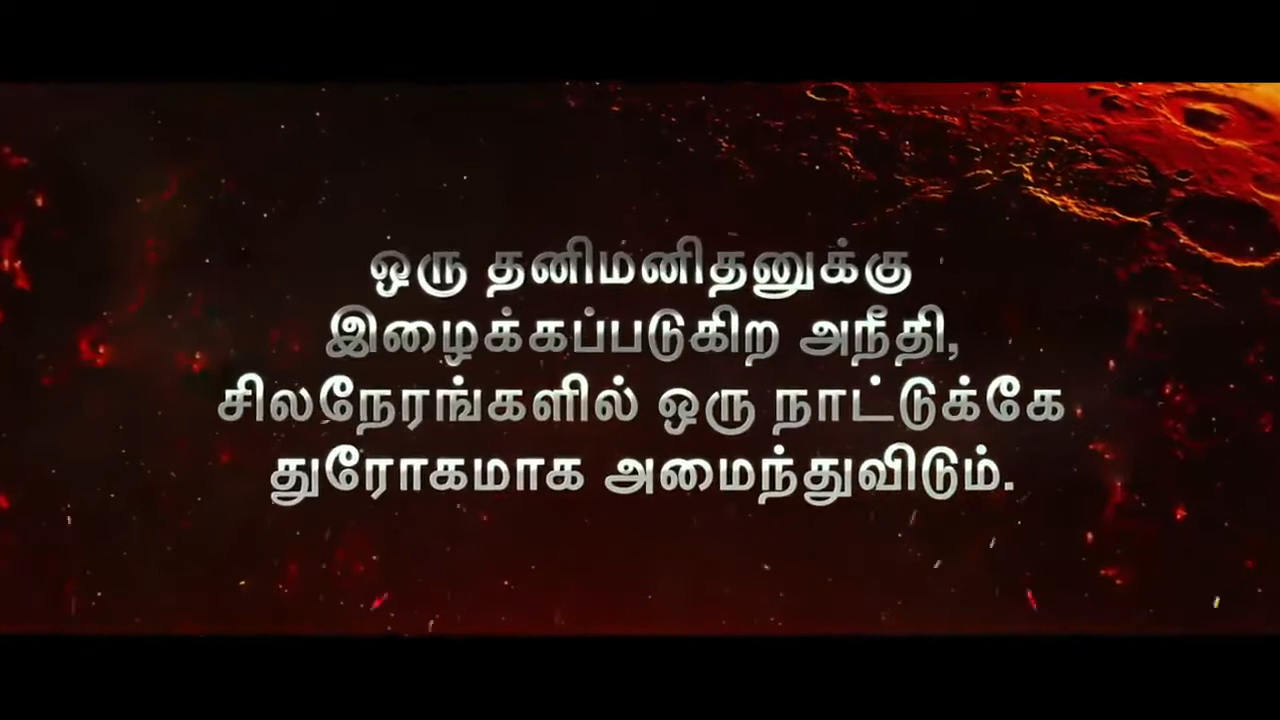 ஒரு தனிமனிதனுக்கு
இழைக்கப்படுகிற அநீதி,
சிலநேரங்களில் ஒரு நாட்டுக்கே
துரோகமாக அமைந்துவிடும்.